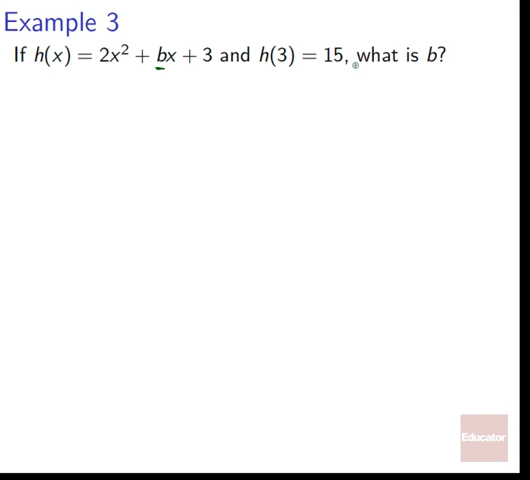 Example 3
If h(x) = 2x² + bx + 3 and h(3) = 15, what is b?
Educator